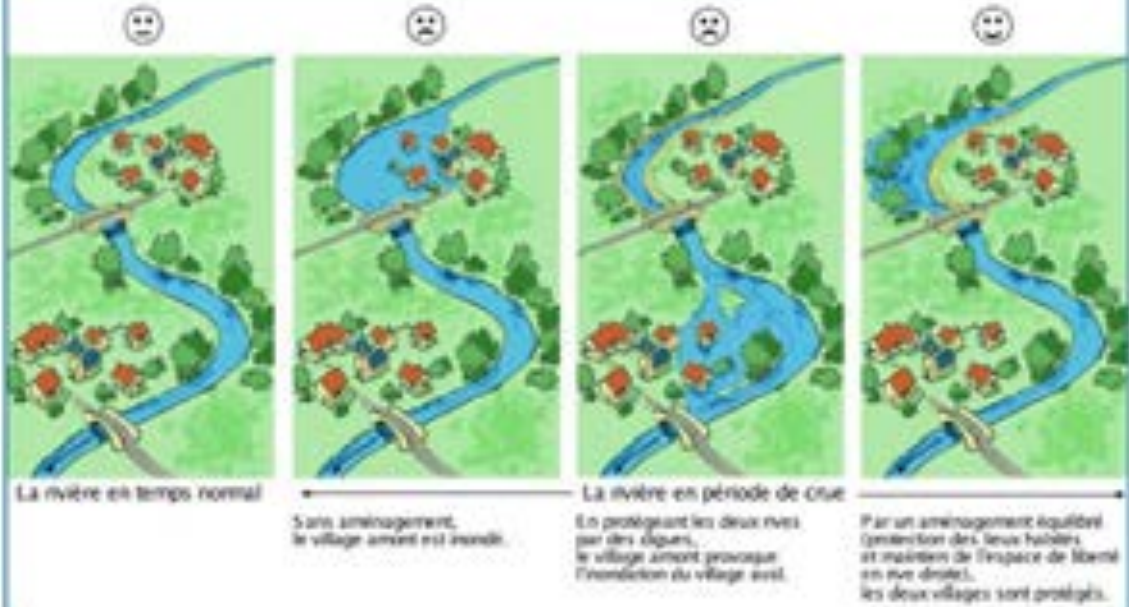 La rivière en temps normal
La rivière en période de crue
Sans aménagement,
le village amont est inondé.
En protégeant les deux rives
par des digues,
le village amont provoque
l'inondation du village aval.
Par un aménagement équilibré
(protection des lieux habités
et maintien de l'espace de liberté
en rive droite),
les deux villages sont protégés.